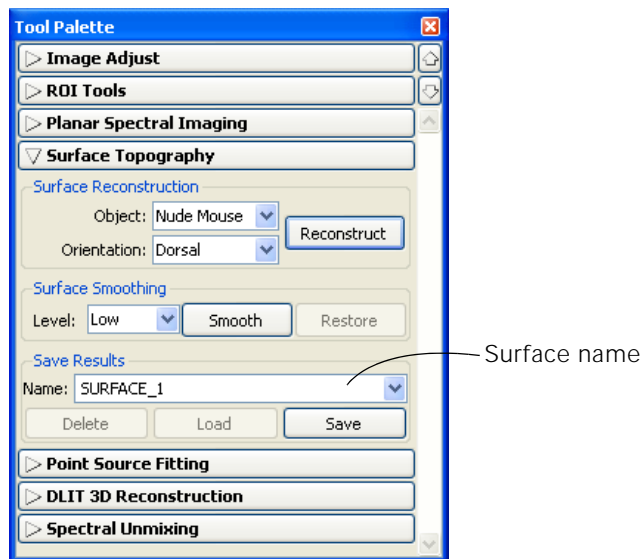 Tool Palette
Image Adjust
ROI Tools
Planar Spectral Imaging
Surface Topography
Surface Reconstruction
Object: Nude Mouse
Reconstruct
Orientation: Dorsal
Surface Smoothing
Level: Low Smooth Restore
Save Results
Surface name
Name: SURFACE_1
Delete Load Save
Point Source Fitting
DLIT 3D Reconstruction
Spectral Unmixing